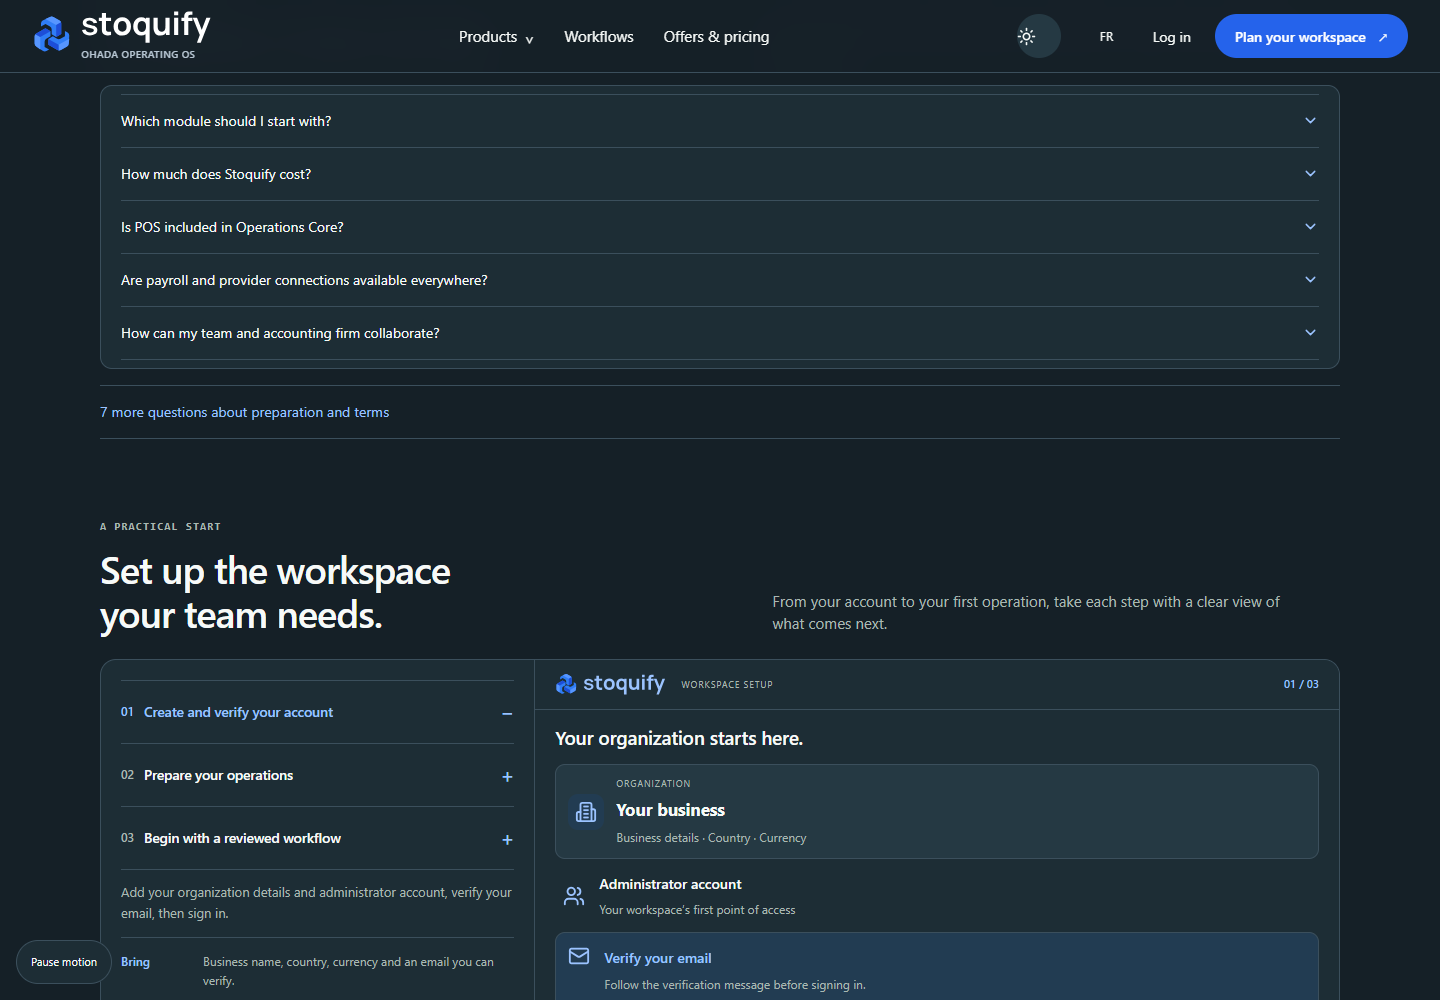 stoquify
OHADA OPERATING OS
Products
Workflows
Offers & pricing
FR
Log in
Plan your workspace ↗
Which module should I start with?
How much does Stoquify cost?
Is POS included in Operations Core?
Are payroll and provider connections available everywhere?
How can my team and accounting firm collaborate?
7 more questions about preparation and terms
A PRACTICAL START
Set up the workspace
your team needs.
From your account to your first operation, take each step with a clear view of
what comes next.
01 Create and verify your account −
02 Prepare your operations +
03 Begin with a reviewed workflow +
Add your organization details and administrator account, verify your
email, then sign in.
Bring
Business name, country, currency and an email you can
verify.
Pause motion
stoquify
WORKSPACE SETUP
01 / 03
Your organization starts here.
ORGANIZATION
Your business
Business details · Country · Currency
Administrator account
Your workspace's first point of access
Verify your email
Follow the verification message before signing in.